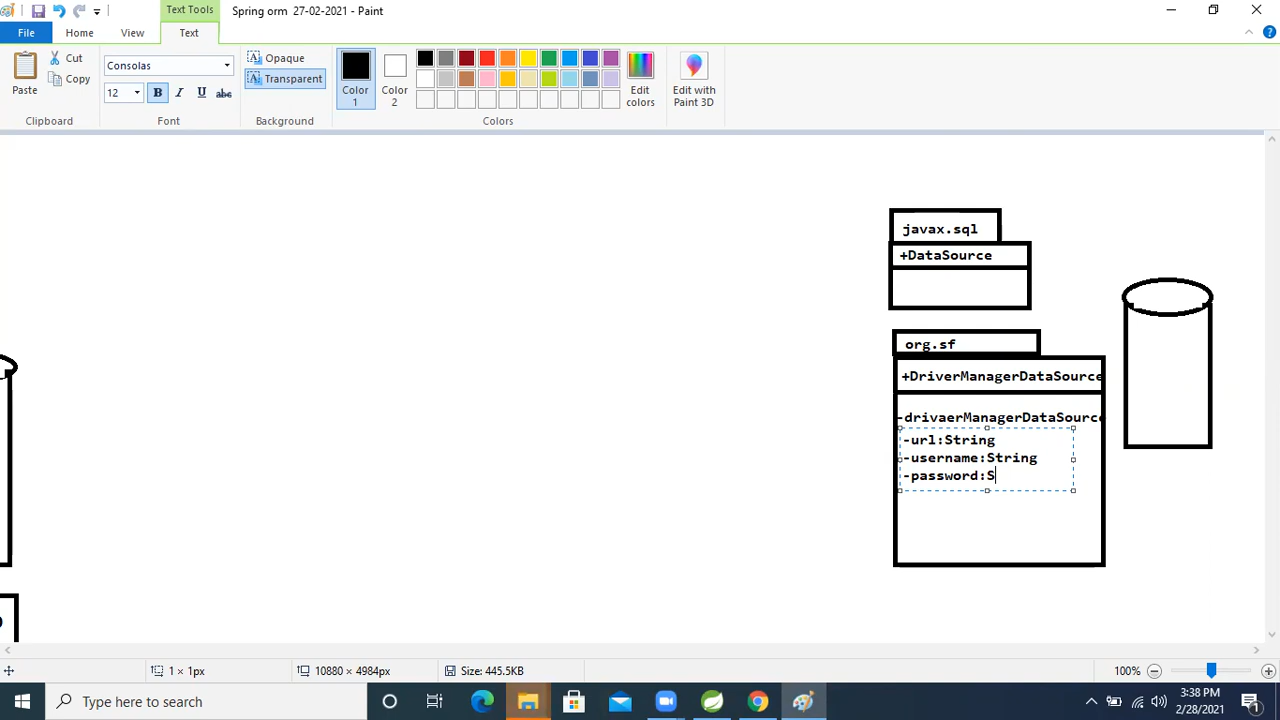 Text Tools
Spring orm 27-02-2021 - Paint
File
Home
View
Text
Paste
Cut
Copy
Clipboard
Consolas
12
B
I
U
abc
Font
Opaque
Transparent
Background
Color 1
Color 2
Edit colors
Colors
Edit with Paint 3D
javax.sql
+DataSource
org.sf
+DriverManagerDataSource
-drivaerManagerDataSource
-url:String
-username:String
-password:S
1 × 1px
10880 × 4984px
Size: 445.5KB
100%
Type here to search
3:38 PM
2/28/2021
1